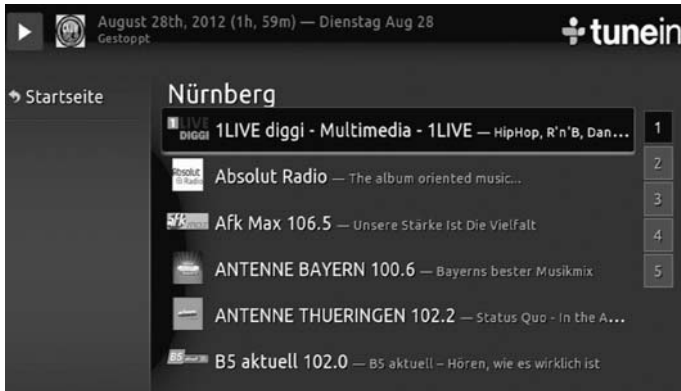 August 28th, 2012 (1h, 59m) — Dienstag Aug 28
Gestoppt
tunein
Startseite
Nürnberg
1LIVE DIGGI
1LIVE diggi - Multimedia - 1LIVE — HipHop, R'n'B, Dan...
1
Absolut Radio
Absolut Radio — The album oriented music...
2
3
afk
Afk Max 106.5 — Unsere Stärke Ist Die Vielfalt
4
ANTENNE BAYERN 100.6 — Bayerns bester Musikmix
5
ANTENNE THUERINGEN 102.2 — Status Quo - In the A...
B5
B5 aktuell 102.0 — B5 aktuell – Hören, wie es wirklich ist